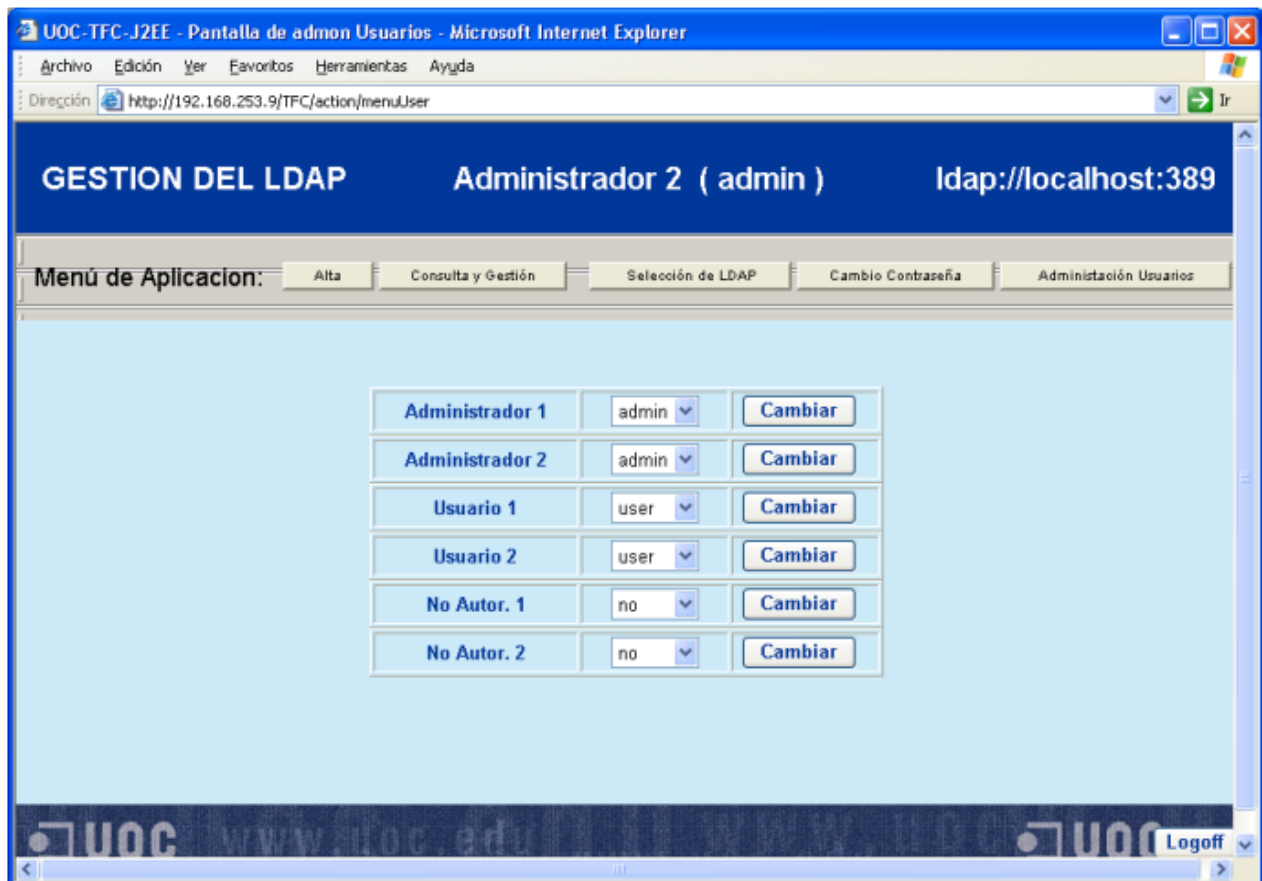 UOC-TFC-J2EE - Pantalla de admon Usuarios - Microsoft Internet Explorer
Archivo Edición Ver Favoritos Herramientas Ayuda
Dirección http://192.168.253.9/TFC/action/menuUser Ir
GESTION DEL LDAP Administrador 2 ( admin ) ldap://localhost:389
Menú de Aplicacion: Alta Consulta y Gestión Selección de LDAP Cambio Contraseña Administación Usuarios
Administrador 1 admin Cambiar
Administrador 2 admin Cambiar
Usuario 1 user Cambiar
Usuario 2 user Cambiar
No Autor. 1 no Cambiar
No Autor. 2 no Cambiar
UOC www.uoc.edu UOC Logoff